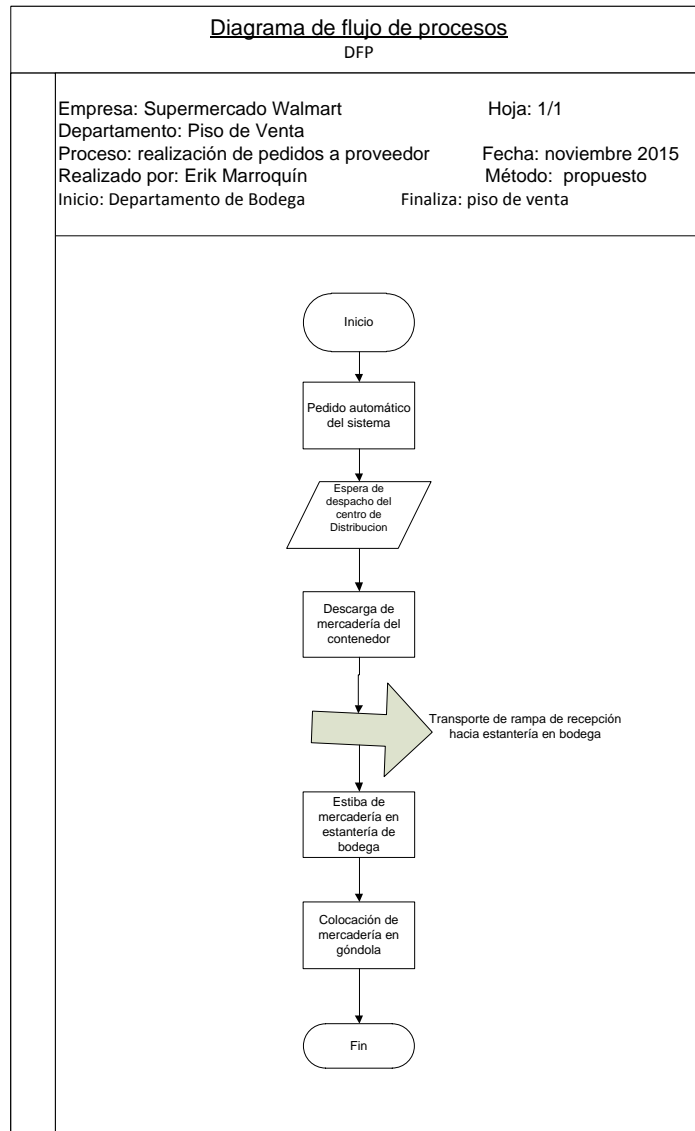 Diagrama de flujo de procesos
DFP
Empresa: Supermercado Walmart Hoja: 1/1
Departamento: Piso de Venta
Proceso: realización de pedidos a proveedor Fecha: noviembre 2015
Realizado por: Erik Marroquín Método: propuesto
Inicio: Departamento de Bodega Finaliza: piso de venta
Inicio
Pedido automático
del sistema
Espera de
despacho del
centro de
Distribucion
Descarga de
mercadería del
contenedor
Transporte de rampa de recepción
hacia estantería en bodega
Estiba de
mercadería en
estantería de
bodega
Colocación de
mercadería en
góndola
Fin